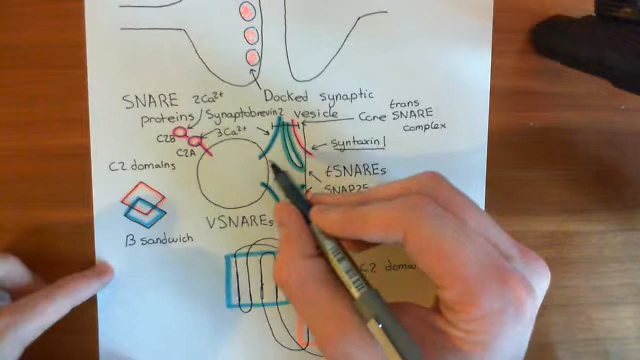 Docked synaptic
vesicle
SNARE
proteins
2Ca²⁺
Synaptobrevin2
3Ca²⁺
C2B
C2A
Core trans SNARE
complex
Syntaxin1
C2 domains
tSNAREs
SNAP25
VSNAREs
β sandwich
C2 domai